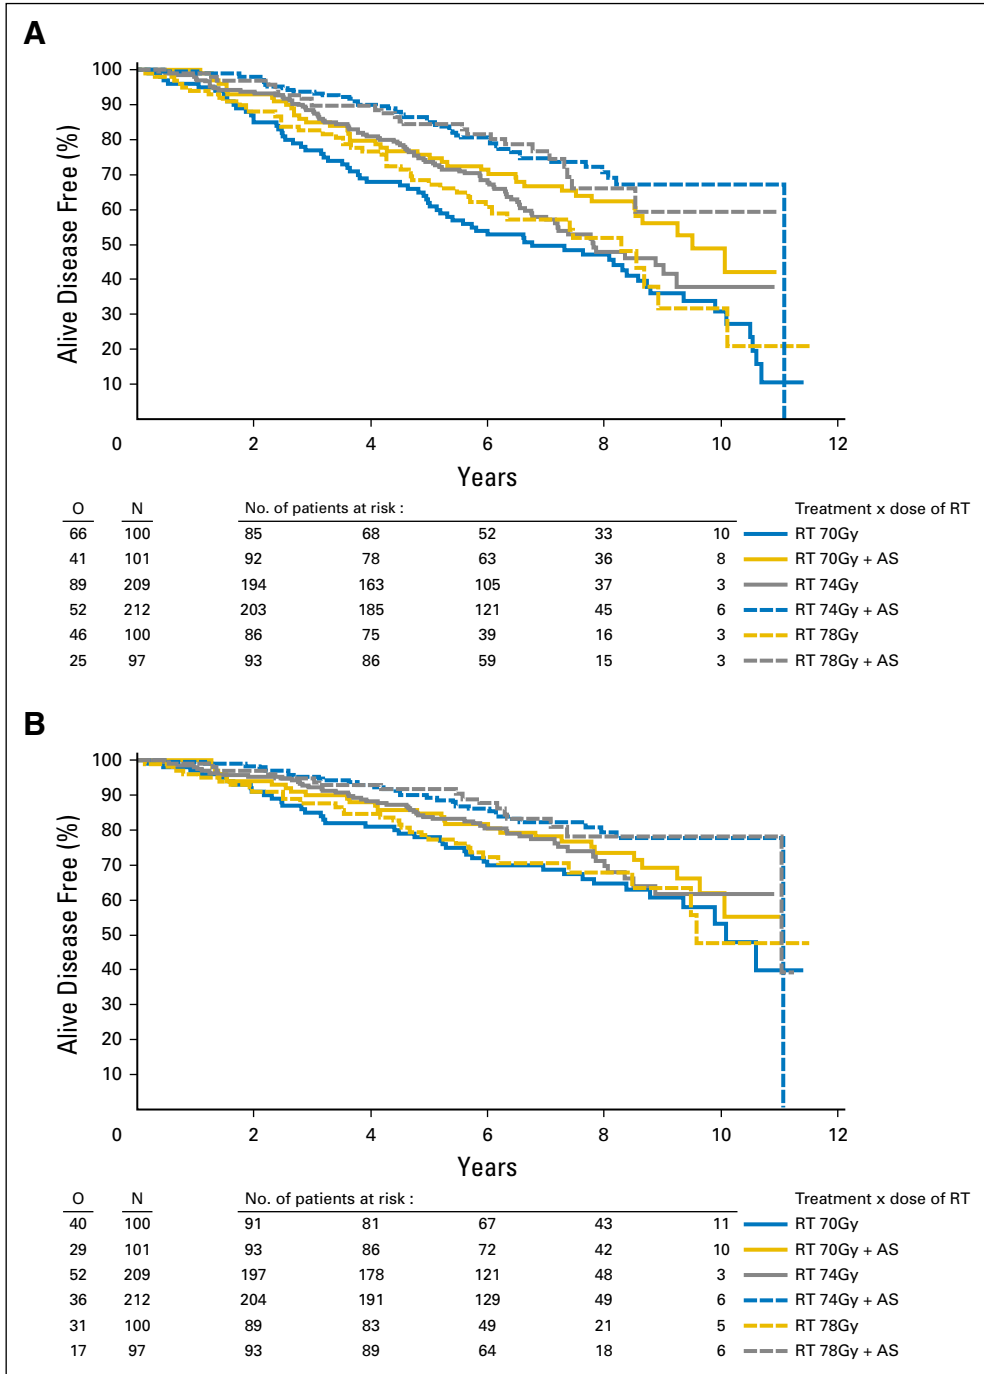 A
100
90
80
70
60
50
40
30
20
10
0 2 4 6 8 10 12
Alive Disease Free (%)
Years
O N No. of patients at risk : Treatment x dose of RT
66 100 85 68 52 33 10 RT 70Gy
41 101 92 78 63 36 8 RT 70Gy + AS
89 209 194 163 105 37 3 RT 74Gy
52 212 203 185 121 45 6 RT 74Gy + AS
46 100 86 75 39 16 3 RT 78Gy
25 97 93 86 59 15 3 RT 78Gy + AS
B
100
90
80
70
60
50
40
30
20
10
0 2 4 6 8 10 12
Alive Disease Free (%)
Years
O N No. of patients at risk : Treatment x dose of RT
40 100 91 81 67 43 11 RT 70Gy
29 101 93 86 72 42 10 RT 70Gy + AS
52 209 197 178 121 48 3 RT 74Gy
36 212 204 191 129 49 6 RT 74Gy + AS
31 100 89 83 49 21 5 RT 78Gy
17 97 93 89 64 18 6 RT 78Gy + AS